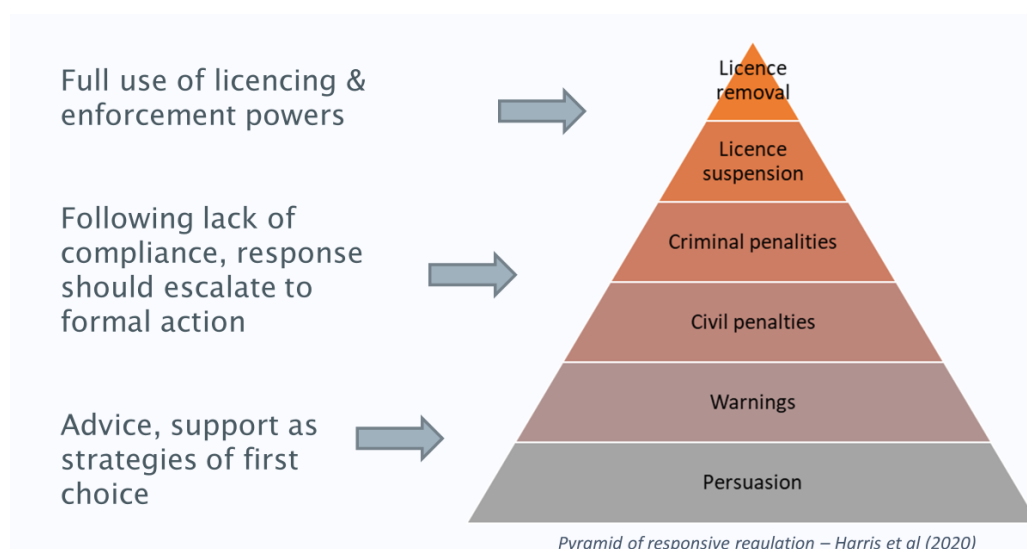 Full use of licencing &
enforcement powers
Following lack of
compliance, response
should escalate to
formal action
Advice, support as
strategies of first
choice
Licence
removal
Licence
suspension
Criminal penalities
Civil penalties
Warnings
Persuasion
Pyramid of responsive regulation – Harris et al (2020)